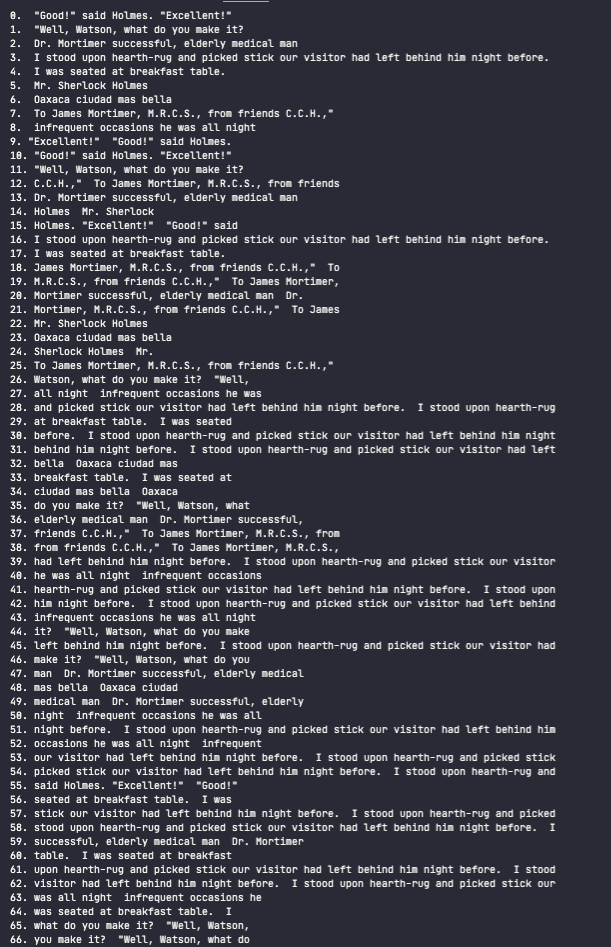 0.  "Good!" said Holmes. "Excellent!"
1.  "Well, Watson, what do you make it?
2.  Dr. Mortimer successful, elderly medical man
3.  I stood upon hearth-rug and picked stick our visitor had left behind him night before.
4.  I was seated at breakfast table.
5.  Mr. Sherlock Holmes
6.  Oaxaca ciudad mas bella
7.  To James Mortimer, M.R.C.S., from friends C.C.H.,"
8.  infrequent occasions he was all night
9. "Excellent!"  "Good!" said Holmes.
10. "Good!" said Holmes. "Excellent!"
11. "Well, Watson, what do you make it?
12. C.C.H.,"  To James Mortimer, M.R.C.S., from friends
13. Dr. Mortimer successful, elderly medical man
14. Holmes  Mr. Sherlock
15. Holmes. "Excellent!"  "Good!" said
16. I stood upon hearth-rug and picked stick our visitor had left behind him night before.
17. I was seated at breakfast table.
18. James Mortimer, M.R.C.S., from friends C.C.H.,"  To
19. M.R.C.S., from friends C.C.H.,"  To James Mortimer,
20. Mortimer successful, elderly medical man  Dr.
21. Mortimer, M.R.C.S., from friends C.C.H.,"  To James
22. Mr. Sherlock Holmes
23. Oaxaca ciudad mas bella
24. Sherlock Holmes  Mr.
25. To James Mortimer, M.R.C.S., from friends C.C.H.,"
26. Watson, what do you make it?  "Well,
27. all night  infrequent occasions he was
28. and picked stick our visitor had left behind him night before.  I stood upon hearth-rug
29. at breakfast table.  I was seated
30. before.  I stood upon hearth-rug and picked stick our visitor had left behind him night
31. behind him night before.  I stood upon hearth-rug and picked stick our visitor had left
32. bella  Oaxaca ciudad mas
33. breakfast table.  I was seated at
34. ciudad mas bella  Oaxaca
35. do you make it?  "Well, Watson, what
36. elderly medical man  Dr. Mortimer successful,
37. friends C.C.H.,"  To James Mortimer, M.R.C.S., from
38. from friends C.C.H.,"  To James Mortimer, M.R.C.S.,
39. had left behind him night before.  I stood upon hearth-rug and picked stick our visitor
40. he was all night  infrequent occasions
41. hearth-rug and picked stick our visitor had left behind him night before.  I stood upon
42. him night before.  I stood upon hearth-rug and picked stick our visitor had left behind
43. infrequent occasions he was all night
44. it?  "Well, Watson, what do you make
45. left behind him night before.  I stood upon hearth-rug and picked stick our visitor had
46. make it?  "Well, Watson, what do you
47. man  Dr. Mortimer successful, elderly medical
48. mas bella  Oaxaca ciudad
49. medical man  Dr. Mortimer successful, elderly
50. night  infrequent occasions he was all
51. night before.  I stood upon hearth-rug and picked stick our visitor had left behind him
52. occasions he was all night  infrequent
53. our visitor had left behind him night before.  I stood upon hearth-rug and picked stick
54. picked stick our visitor had left behind him night before.  I stood upon hearth-rug and
55. said Holmes. "Excellent!"  "Good!"
56. seated at breakfast table.  I was
57. stick our visitor had left behind him night before.  I stood upon hearth-rug and picked
58. stood upon hearth-rug and picked stick our visitor had left behind him night before.  I
59. successful, elderly medical man  Dr. Mortimer
60. table.  I was seated at breakfast
61. upon hearth-rug and picked stick our visitor had left behind him night before.  I stood
62. visitor had left behind him night before.  I stood upon hearth-rug and picked stick our
63. was all night  infrequent occasions he
64. was seated at breakfast table.  I
65. what do you make it?  "Well, Watson,
66. you make it?  "Well, Watson, what do